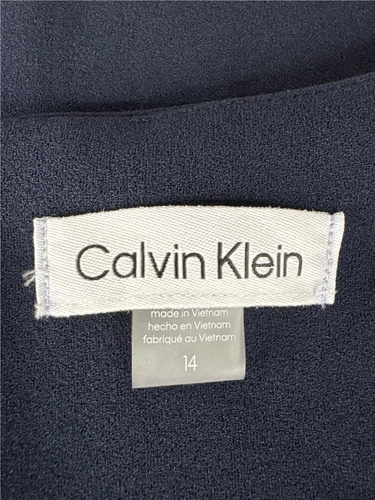 Calvin Klein
made in Vietnam
hecho en Vietnam
fabriqué au Vietnam
14